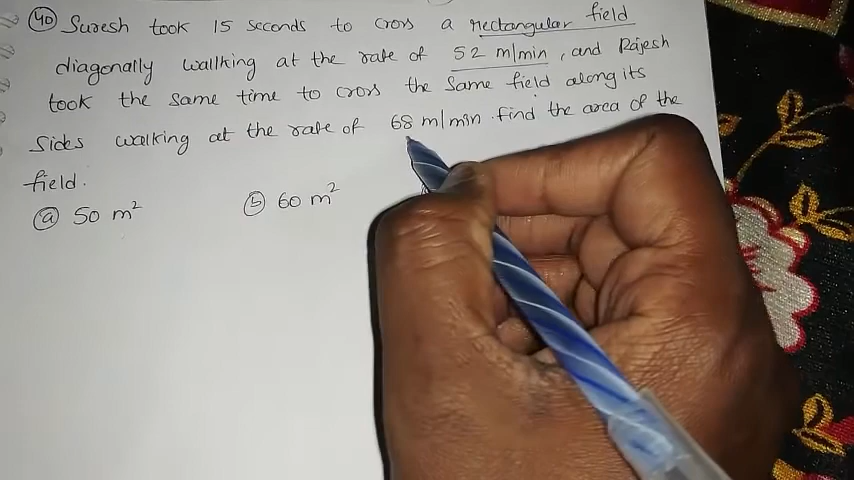 40 Suresh took 15 seconds to cross a rectangular field
diagonally wallking at the rate of 52 m/min, and Rajesh
took the same time to cross the same field along its
sides walking at the rate of 68 m/min. find the area of the
field.
a 50 m² b 60 m²